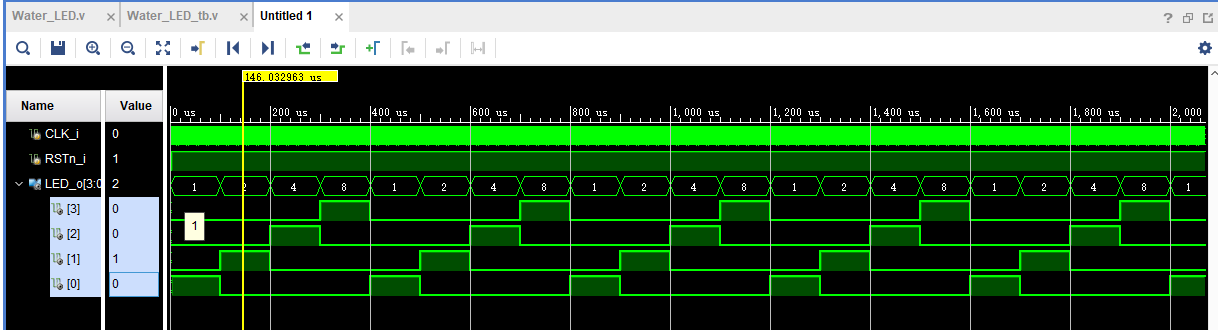 Water_LED.v × Water_LED_tb.v × Untitled 1 × ?
146.032963 us
Name Value 0 us 200 us 400 us 600 us 800 us 1,000 us 1,200 us 1,400 us 1,600 us 1,800 us 2,000
CLK_i 0
RSTn_i 1
LED_o[3:0 2 1 2 4 8 1 2 4 8 1 2 4 8 1 2 4 8 1 2 4 8 1
[3] 0
[2] 0 1
[1] 1
[0] 0